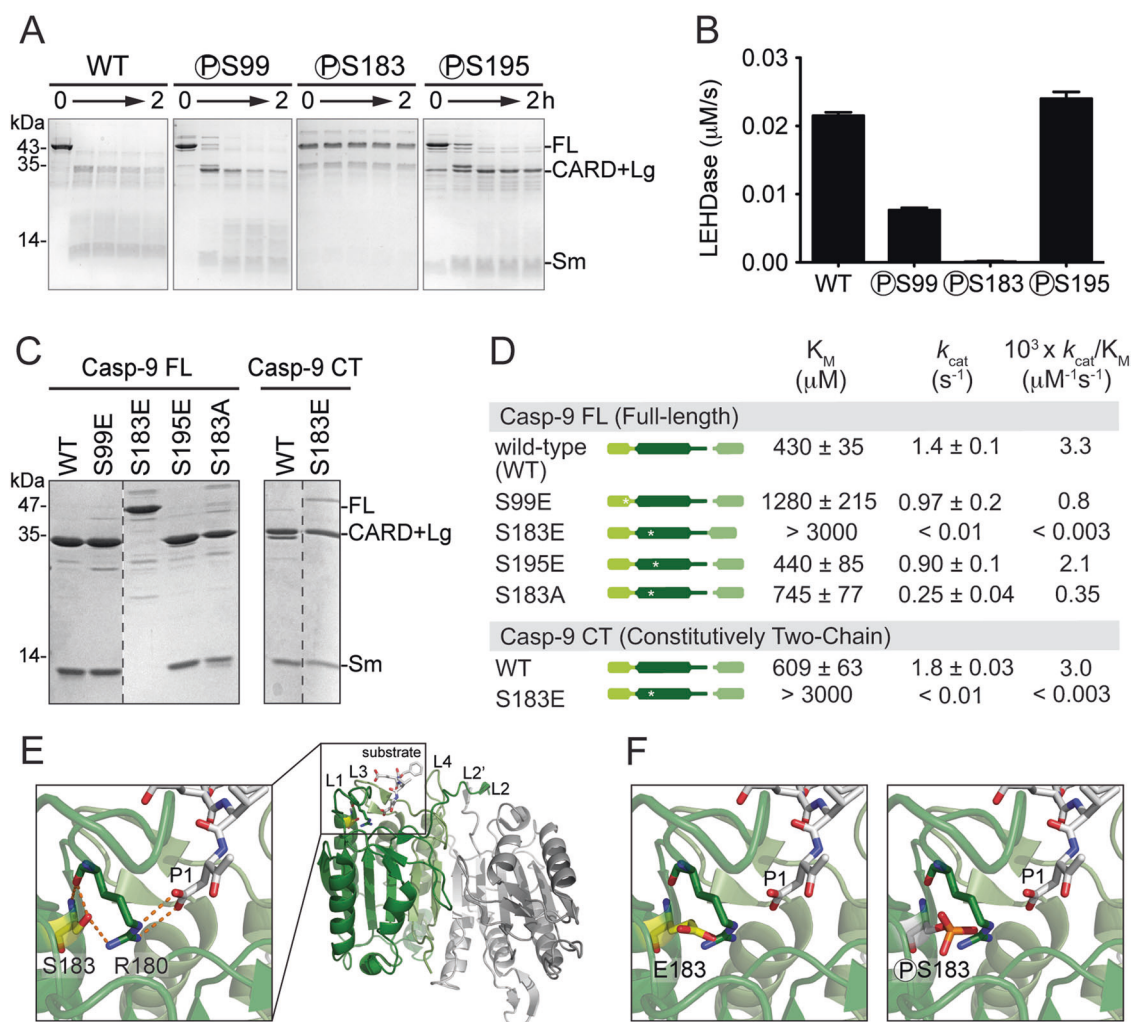 A
WT ⓅS99 ⓅS183 ⓅS195
0 2 0 2 0 2 0 2 h
kDa
43-
35-
14-
-FL
-CARD+Lg
-Sm
B
LEHDase (μM/s)
0.03
0.02
0.01
0.00
WT ⓅS99 ⓅS183 ⓅS195
C
Casp-9 FL Casp-9 CT
WT S99E S183E S195E S183A WT S183E
kDa
47-
35-
14-
-FL
-CARD+Lg
-Sm
D
K_M (μM) k_cat (s⁻¹) 10³ x k_cat/K_M (μM⁻¹s⁻¹)
Casp-9 FL (Full-length)
wild-type (WT) 430 ± 35 1.4 ± 0.1 3.3
S99E * 1280 ± 215 0.97 ± 0.2 0.8
S183E * > 3000 < 0.01 < 0.003
S195E * 440 ± 85 0.90 ± 0.1 2.1
S183A * 745 ± 77 0.25 ± 0.04 0.35
Casp-9 CT (Constitutively Two-Chain)
WT 609 ± 63 1.8 ± 0.03 3.0
S183E * > 3000 < 0.01 < 0.003
E
P1
S183 R180
substrate
L1 L3 L4 L2' L2
F
P1
E183
P1
ⓅS183